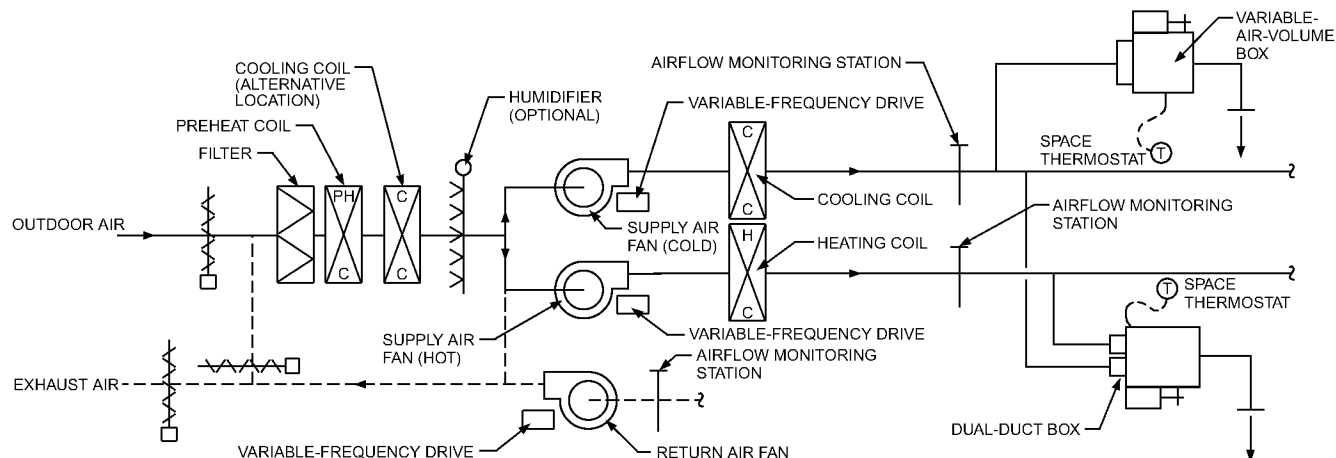 VARIABLE-
AIR-VOLUME
BOX
COOLING COIL
(ALTERNATIVE
LOCATION)
AIRFLOW MONITORING STATION
HUMIDIFIER
(OPTIONAL)
VARIABLE-FREQUENCY DRIVE
PREHEAT COIL
FILTER
SPACE
THERMOSTAT
T
PH
C
C
C
C
C
COOLING COIL
OUTDOOR AIR
SUPPLY AIR
FAN (COLD)
AIRFLOW MONITORING
STATION
H
C
HEATING COIL
SPACE
THERMOSTAT
T
SUPPLY AIR
FAN (HOT)
VARIABLE-FREQUENCY DRIVE
AIRFLOW MONITORING
STATION
EXHAUST AIR
VARIABLE-FREQUENCY DRIVE
RETURN AIR FAN
DUAL-DUCT BOX